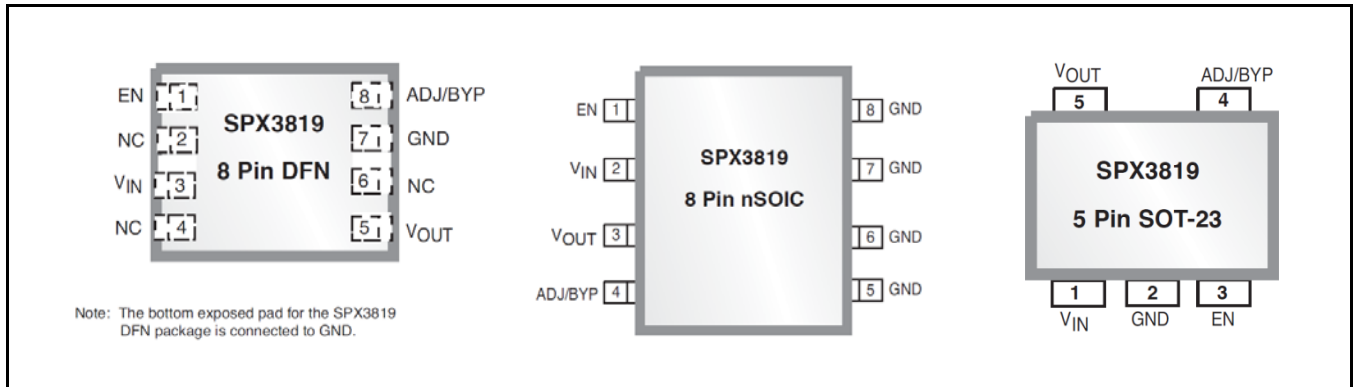 EN 1
NC 2
VIN 3
NC 4
SPX3819
8 Pin DFN
8 ADJ/BYP
7 GND
6 NC
5 VOUT
Note: The bottom exposed pad for the SPX3819
DFN package is connected to GND.
EN 1
VIN 2
VOUT 3
ADJ/BYP 4
SPX3819
8 Pin nSOIC
8 GND
7 GND
6 GND
5 GND
VOUT
5
ADJ/BYP
4
SPX3819
5 Pin SOT-23
1
2
3
VIN
GND
EN